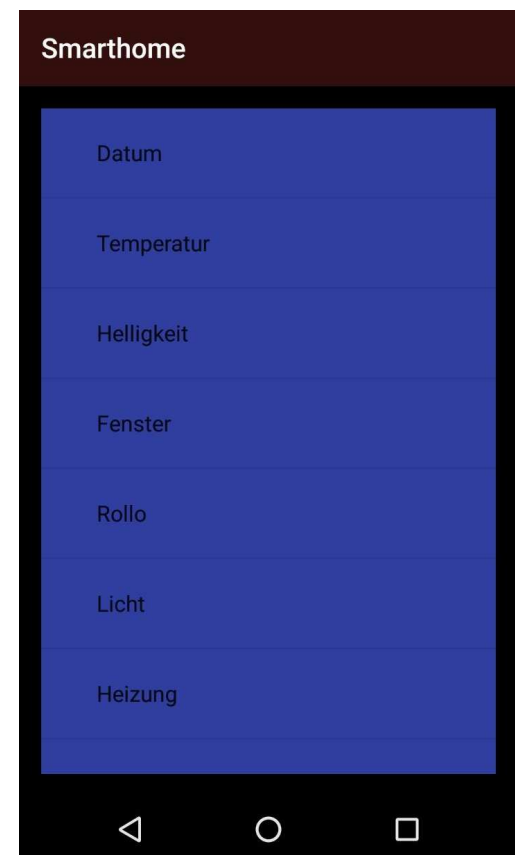 Smarthome
Datum
Temperatur
Helligkeit
Fenster
Rollo
Licht
Heizung